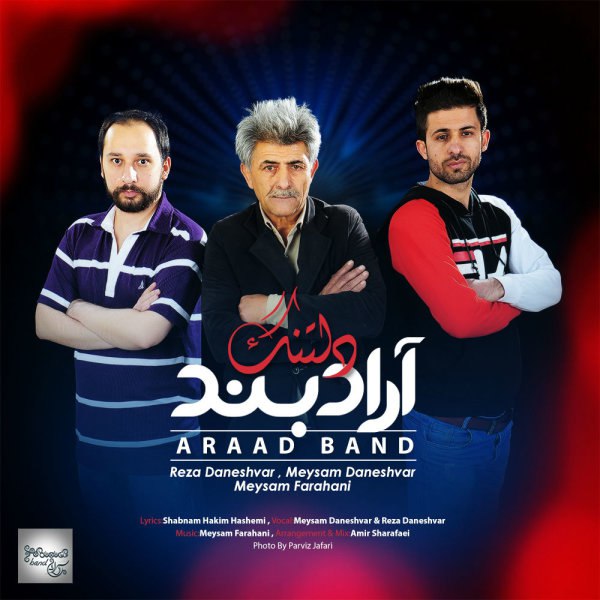 دلتنگ
آراد بند
ARAAD BAND
Reza Daneshvar , Meysam Daneshvar
Meysam Farahani
Lyrics:Shabnam Hakim Hashemi , Vocal:Meysam Daneshvar & Reza Daneshvar
Music:Meysam Farahani , Arrangement & Mix:Amir Sharafaei
Photo By Parviz Jafari
band